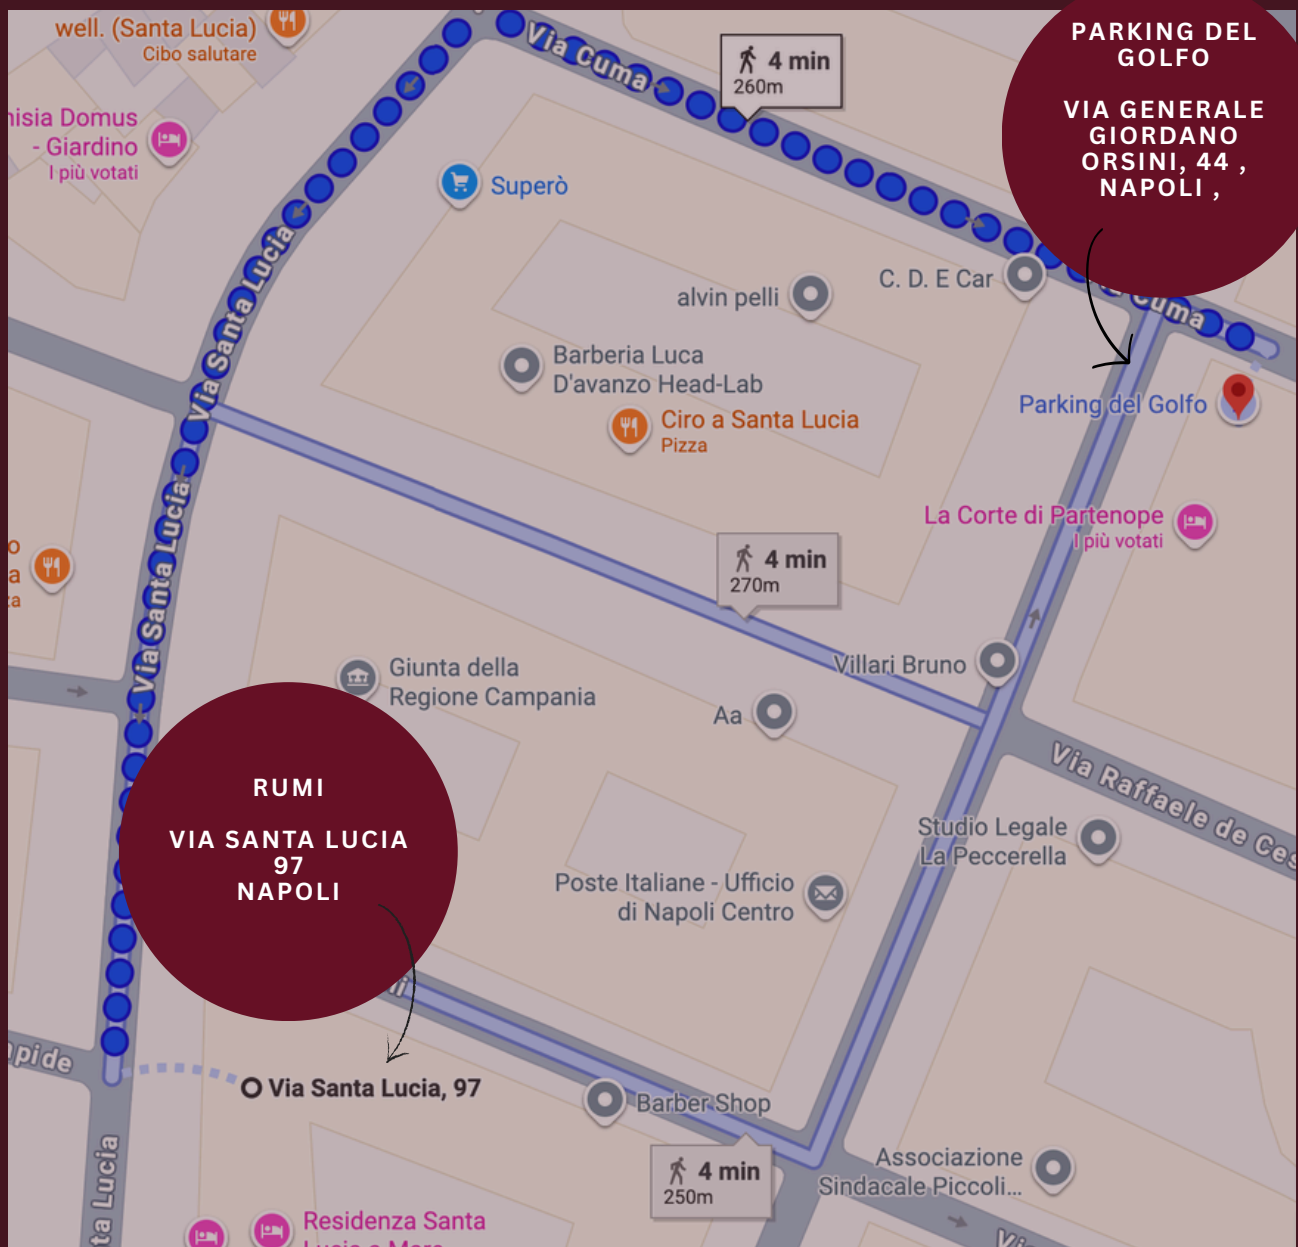 well. (Santa Lucia)
Cibo salutare
Via Cuma
4 min
260m
PARKING DEL
GOLFO
VIA GENERALE
GIORDANO
ORSINI, 44 ,
NAPOLI ,
Domus
- Giardino
I più votati
Superò
Via Santa Lucia
C. D. E Car
alvin pelli
Cuma
Barberia Luca
D'avanzo Head-Lab
Parking del Golfo
Ciro a Santa Lucia
Pizza
Via Santa Lucia
La Corte di Partenope
I più votati
4 min
270m
Via Santa Lucia
Giunta della
Regione Campania
Villari Bruno
Aa
Via Raffaele de Ces
RUMI
VIA SANTA LUCIA
97
NAPOLI
Studio Legale
La Peccerella
Poste Italiane - Ufficio
di Napoli Centro
Via Santa Lucia, 97
Barber Shop
4 min
250m
Associazione
Sindacale Piccoli...
Lucia
Residenza Santa